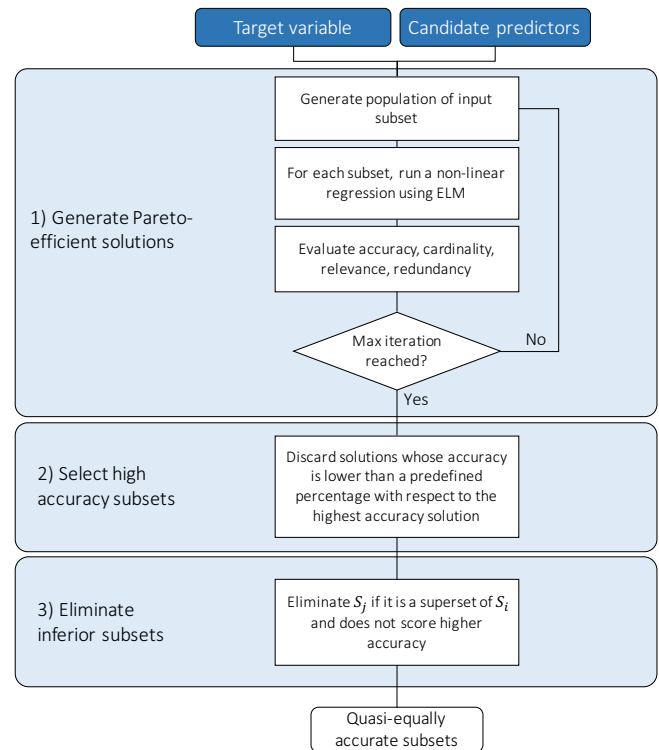 Target variable
Candidate predictors
Generate population of input
subset
For each subset, run a non-linear
regression using ELM
1) Generate Pareto-
efficient solutions
Evaluate accuracy, cardinality,
relevance, redundancy
Max iteration
reached?
No
Yes
2) Select high
accuracy subsets
Discard solutions whose accuracy
is lower than a predefined
percentage with respect to the
highest accuracy solution
3) Eliminate
inferior subsets
Eliminate S_j if it is a superset of S_i
and does not score higher
accuracy
Quasi-equally
accurate subsets